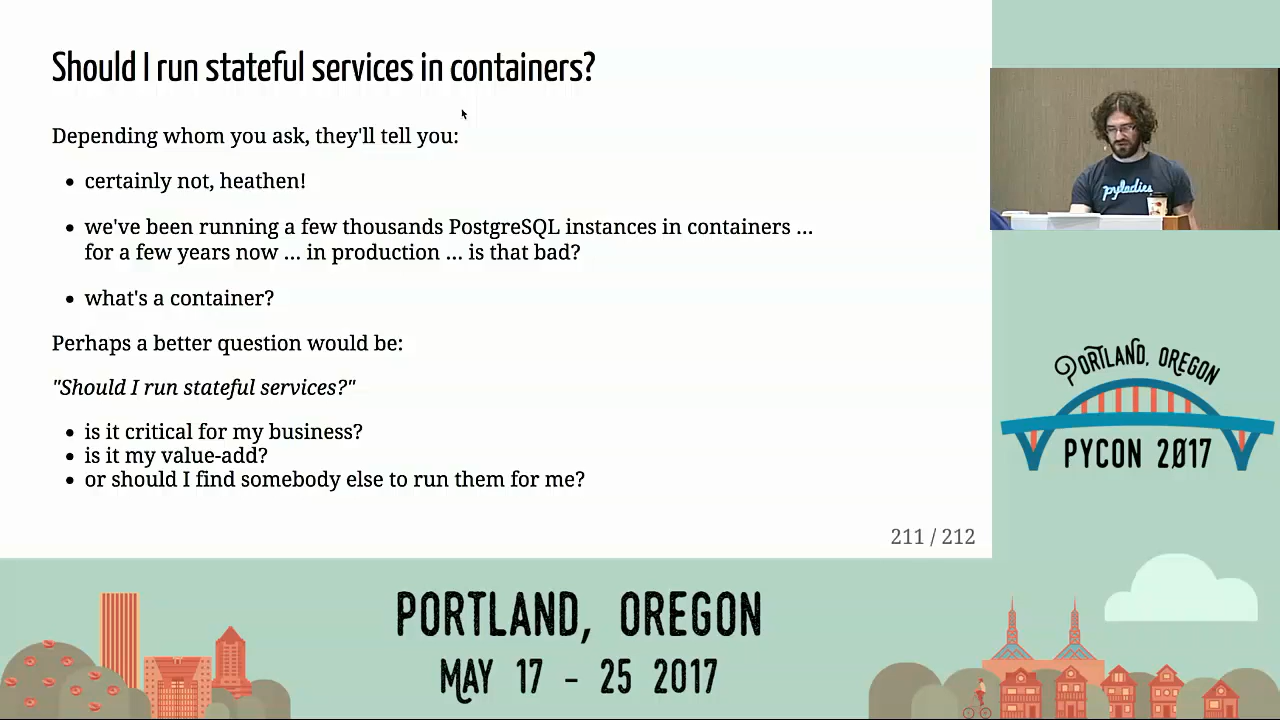 Should I run stateful services in containers?
Depending whom you ask, they'll tell you:
• certainly not, heathen!
• we've been running a few thousands PostgreSQL instances in containers ...
for a few years now ... in production ... is that bad?
• what's a container?
Perhaps a better question would be:
"Should I run stateful services?"
• is it critical for my business?
• is it my value-add?
• or should I find somebody else to run them for me?
211 / 212
pyladies
PORTLAND, OREGON
PYCON 2017
PORTLAND, OREGON
MAY 17 - 25 2017